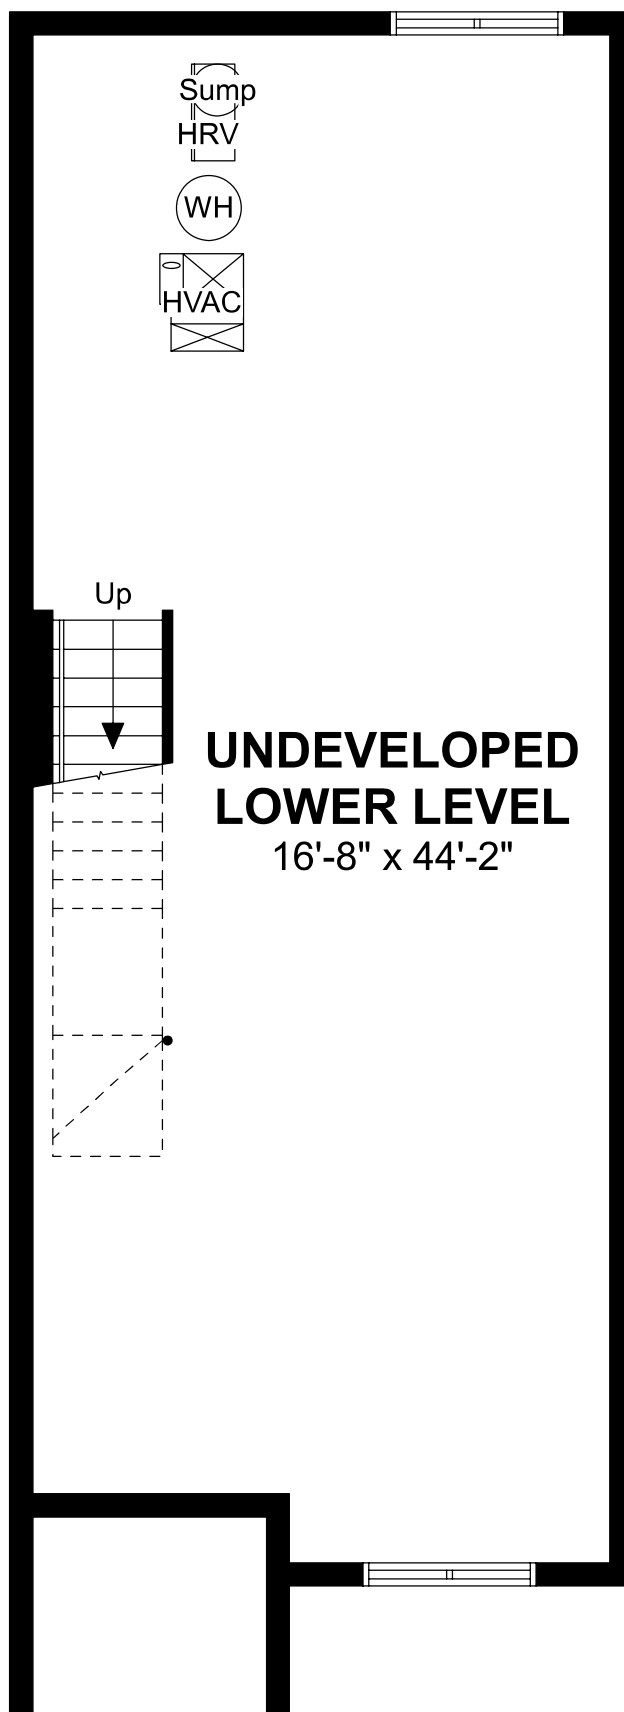 Sump
HRV
WH
HVAC
Up
UNDEVELOPED
LOWER LEVEL
16'-8" x 44'-2"